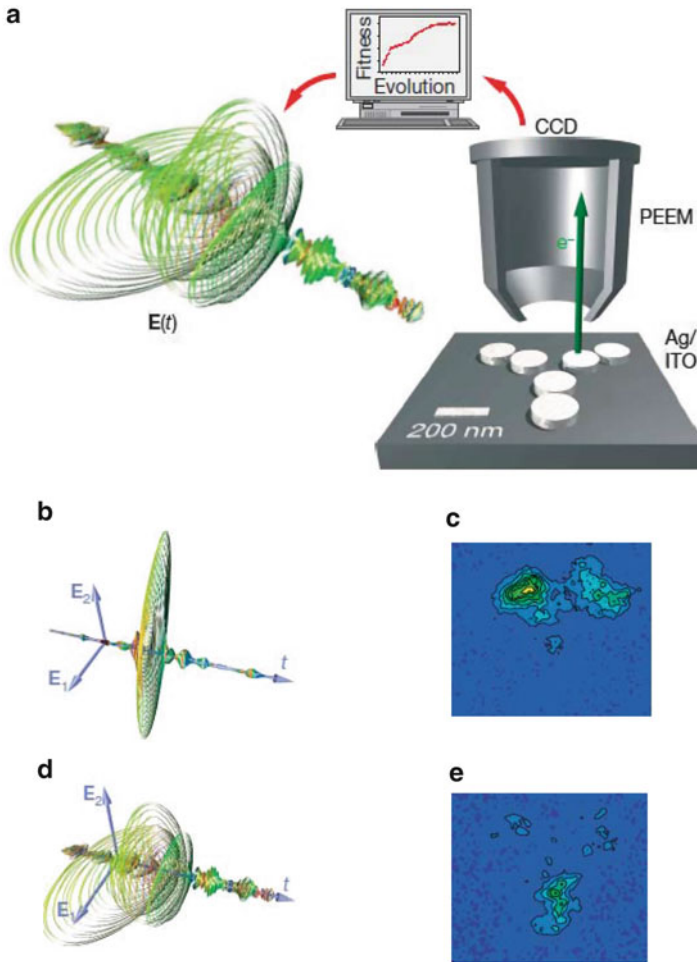 a
Fitness
Evolution
CCD
PEEM
e⁻
E(t)
Ag/
ITO
200 nm
b
c
E₂
E₁
t
d
e
E₂
E₁
t